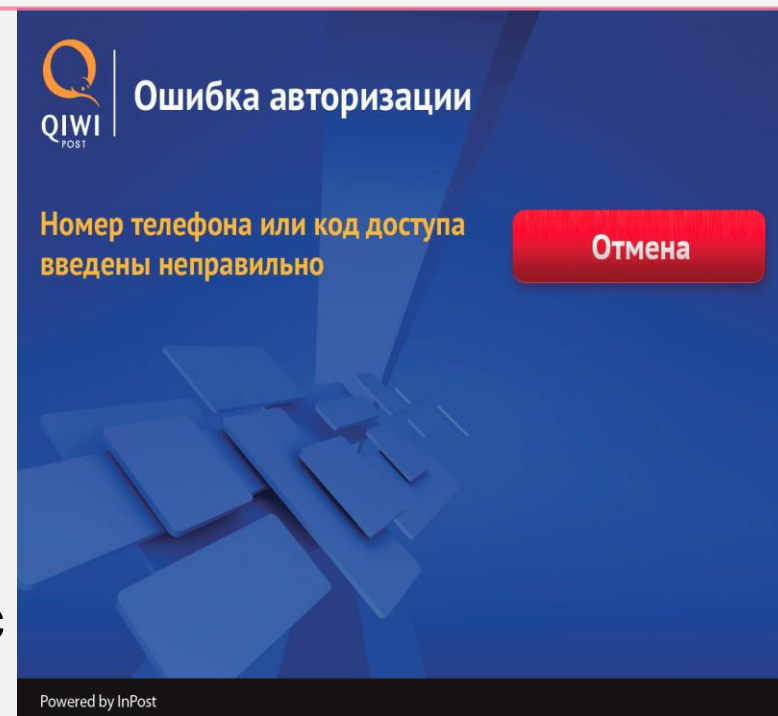 QIWI
POST
Ошибка авторизации
Номер телефона или код доступа
введены неправильно
Отмена
с
Powered by InPost